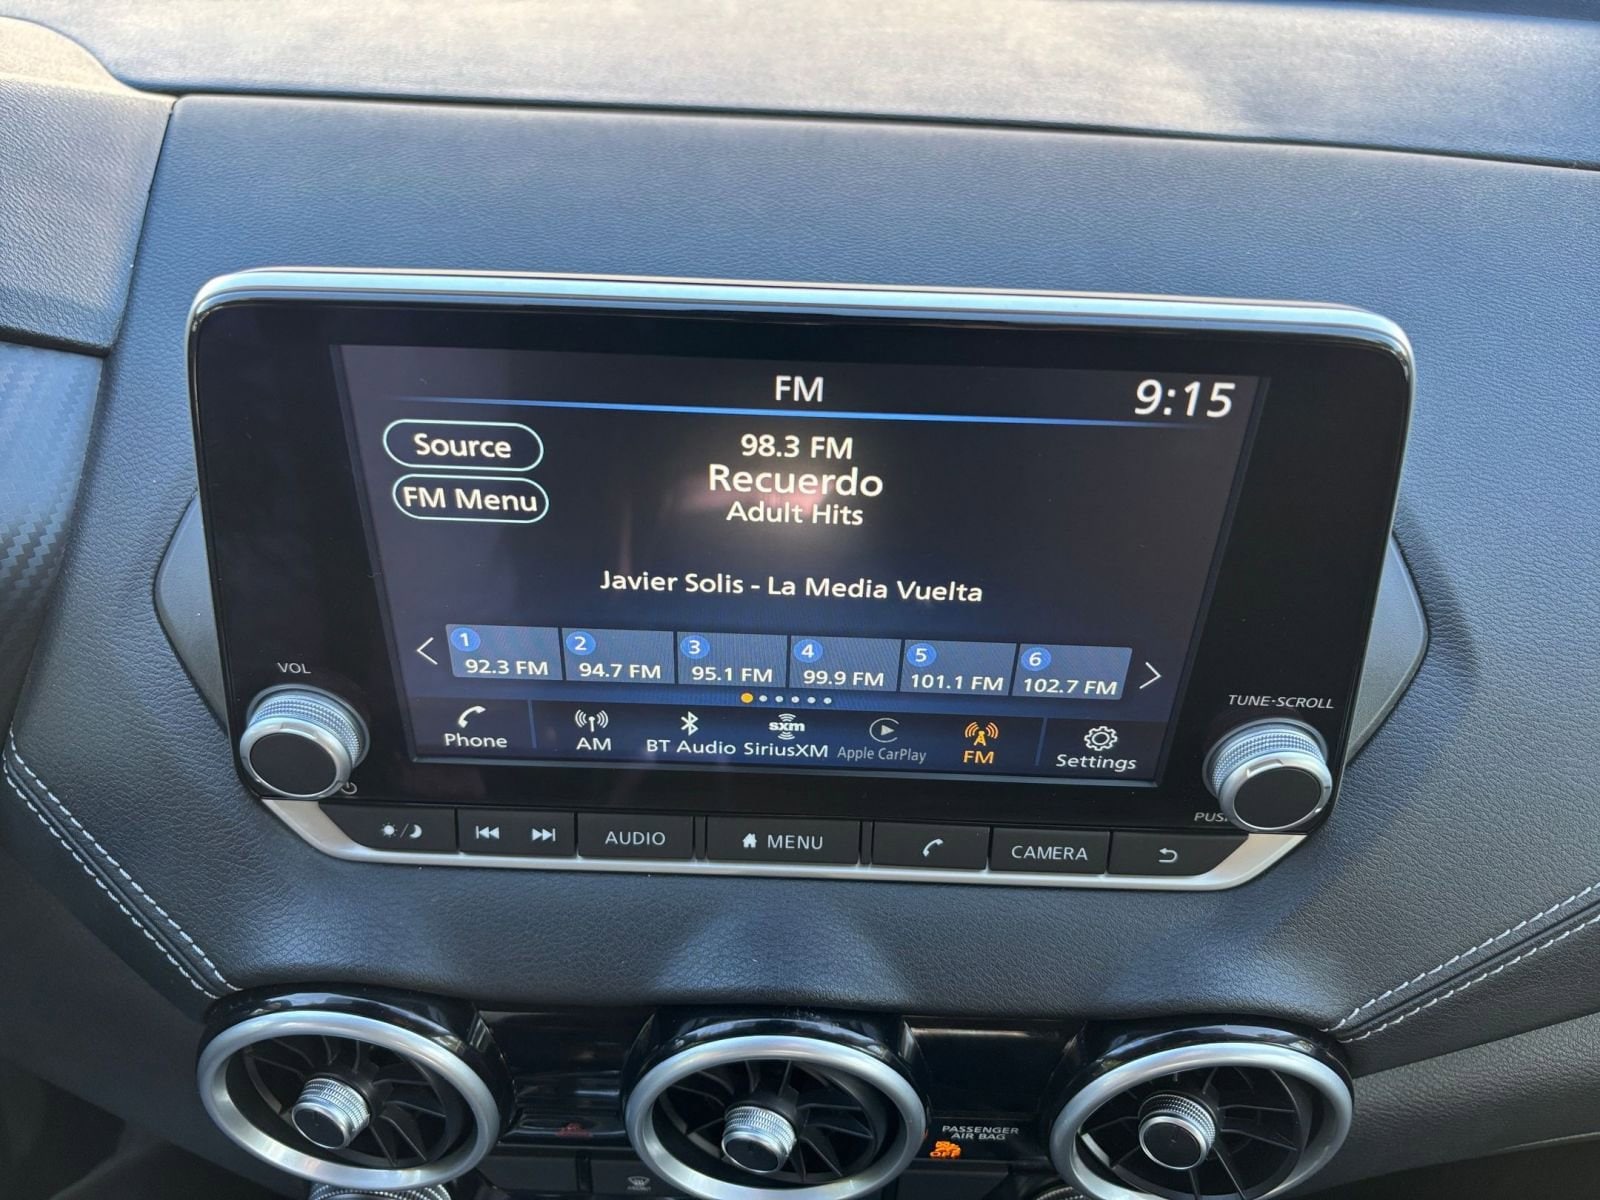 FM
9:15
Source
98.3 FM
FM Menu
Recuerdo
Adult Hits
Javier Solis - La Media Vuelta
1
92.3 FM
2
94.7 FM
3
95.1 FM
4
99.9 FM
5
101.1 FM
6
102.7 FM
Phone
AM
BT Audio
sxm
SiriusXM
Apple CarPlay
FM
Settings
VOL
TUNE·SCROLL
AUDIO
MENU
CAMERA
PASSENGER
AIR BAG
OFF